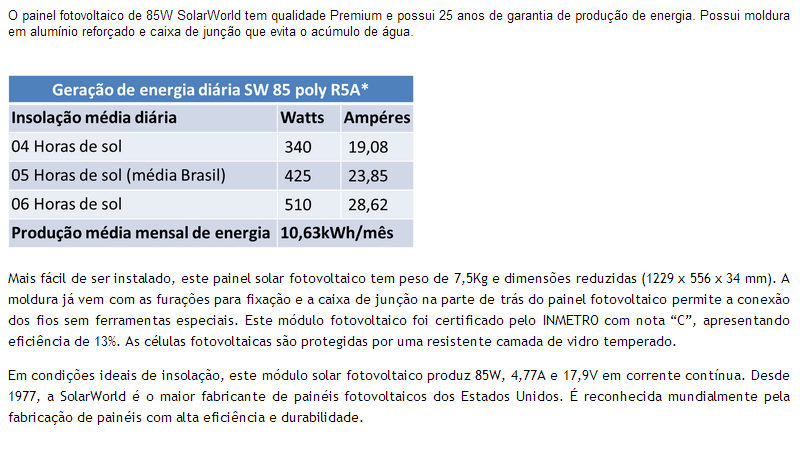 O painel fotovoltaico de 85W SolarWorld tem qualidade Premium e possui 25 anos de garantia de produção de energia. Possui moldura
em alumínio reforçado e caixa de junção que evita o acúmulo de água.
Geração de energia diária SW 85 poly R5A*
Insolação média diária Watts Ampéres
04 Horas de sol 340 19,08
05 Horas de sol (média Brasil) 425 23,85
06 Horas de sol 510 28,62
Produção média mensal de energia 10,63kWh/mês
Mais fácil de ser instalado, este painel solar fotovoltaico tem peso de 7,5Kg e dimensões reduzidas (1229 x 556 x 34 mm). A
moldura já vem com as furações para fixação e a caixa de junção na parte de trás do painel fotovoltaico permite a conexão
dos fios sem ferramentas especiais. Este módulo fotovoltaico foi certificado pelo INMETRO com nota “C”, apresentando
eficiência de 13%. As células fotovoltaicas são protegidas por uma resistente camada de vidro temperado.
Em condições ideais de insolação, este módulo solar fotovoltaico produz 85W, 4,77A e 17,9V em corrente contínua. Desde
1977, a SolarWorld é o maior fabricante de painéis fotovoltaicos dos Estados Unidos. É reconhecida mundialmente pela
fabricação de painéis com alta eficiência e durabilidade.